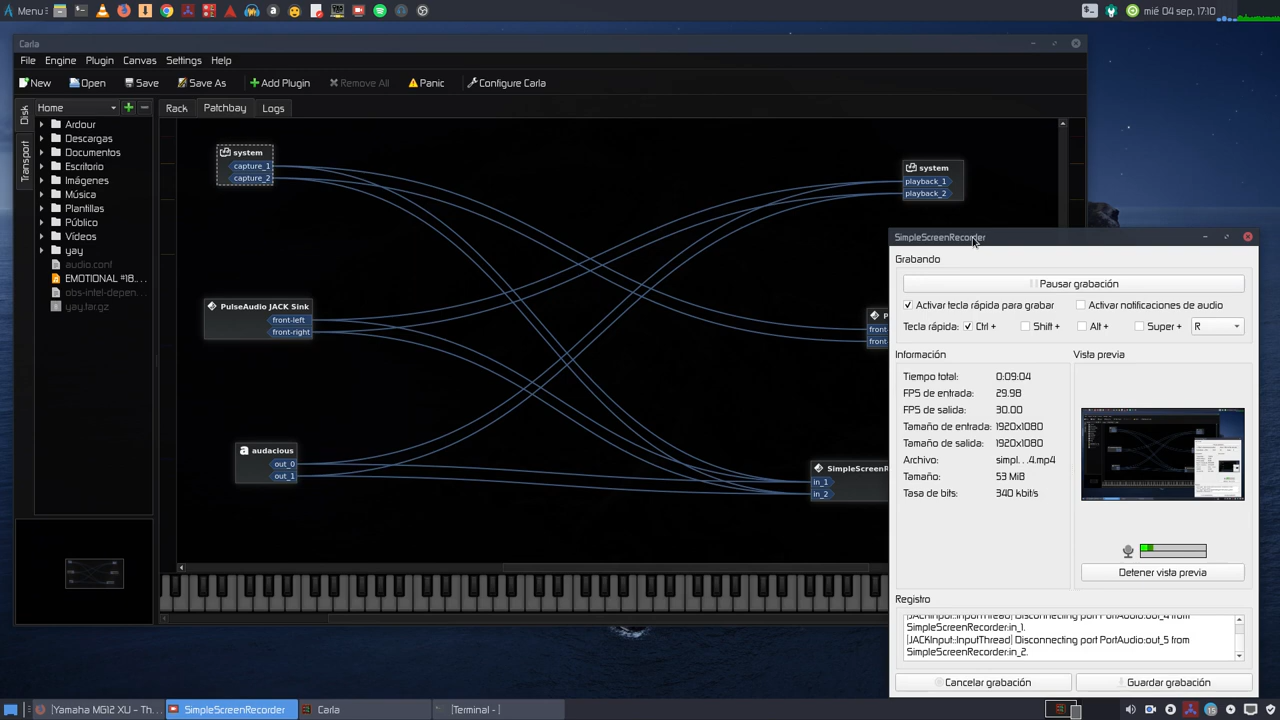 Menu
mié 04 sep, 17:10
Carla
File Engine Plugin Canvas Settings Help
New Open Save Save As Add Plugin Remove All Panic Configure Carla
Disk
Transport
Home
Rack Patchbay Logs
Ardour
Descargas
Documentos
Escritorio
Imágenes
Música
Plantillas
Público
Vídeos
yay
audio.conf
EMOTIONAL #18....
obs-intel-depen...
yay.tar.gz
system
capture_1
capture_2
system
playback_1
playback_2
PulseAudio JACK Sink
front-left
front-right
front-
front-
audacious
out_0
out_1
SimpleScreenR
in_1
in_2
SimpleScreenRecorder
Grabando
Pausar grabación
Activar tecla rápida para grabar
Activar notificaciones de audio
Tecla rápida: Ctrl + Shift + Alt + Super + R
Información
Vista previa
Tiempo total: 0:09:04
FPS de entrada: 29.98
FPS de salida: 30.00
Tamaño de entrada: 1920x1080
Tamaño de salida: 1920x1080
Archivo: simpl. . .4.mp4
Tamaño: 53 MiB
Tasa de bits: 340 kbit/s
Detener vista previa
Registro
[JACKInput::InputThread] Disconnecting port PortAudio:out_4 from
SimpleScreenRecorder:in_1.
[JACKInput::InputThread] Disconnecting port PortAudio:out_5 from
SimpleScreenRecorder:in_2.
Cancelar grabación
Guardar grabación
[Yamaha MG12 XU - Th...
SimpleScreenRecorder
Carla
[Terminal - ]
15